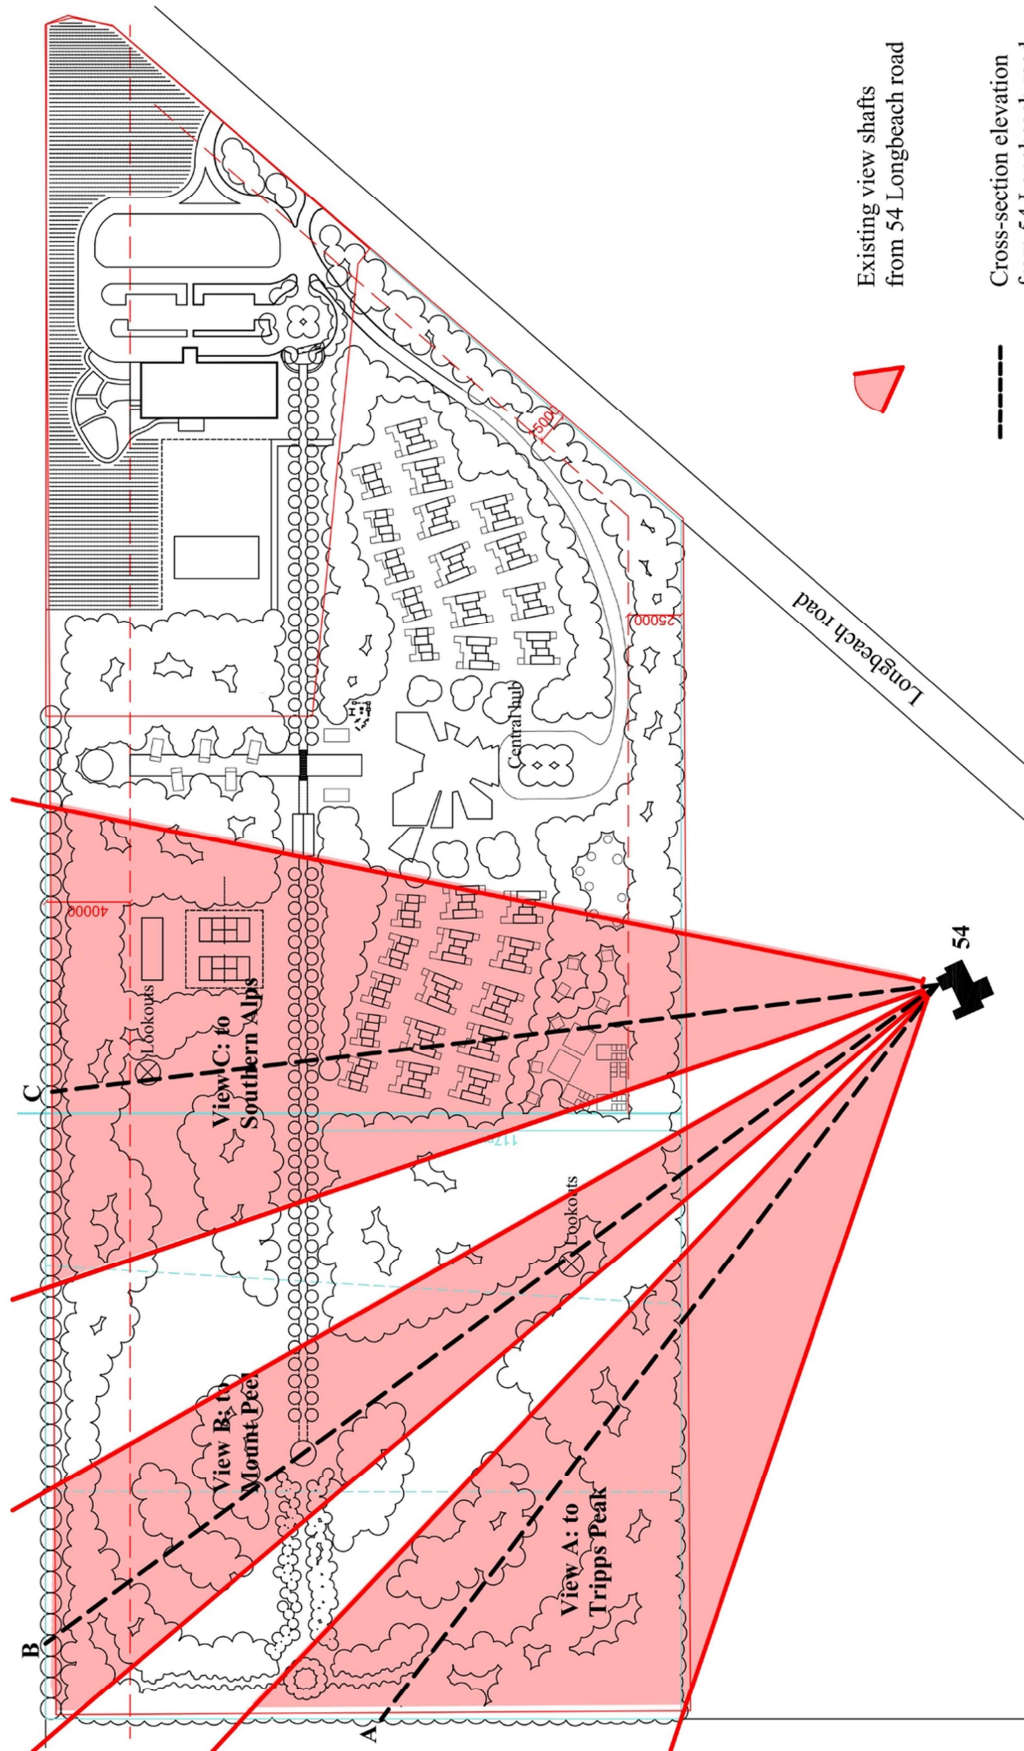 Existing view shafts
from 54 Longbeach road
Cross-section elevation
Longbeach road
54
Central hub
Lookouts
Lookouts
View C: to
Southern Alps
View B: to
Mount Peel
View A: to
Tripps Peak
A
B
C
40000
25000